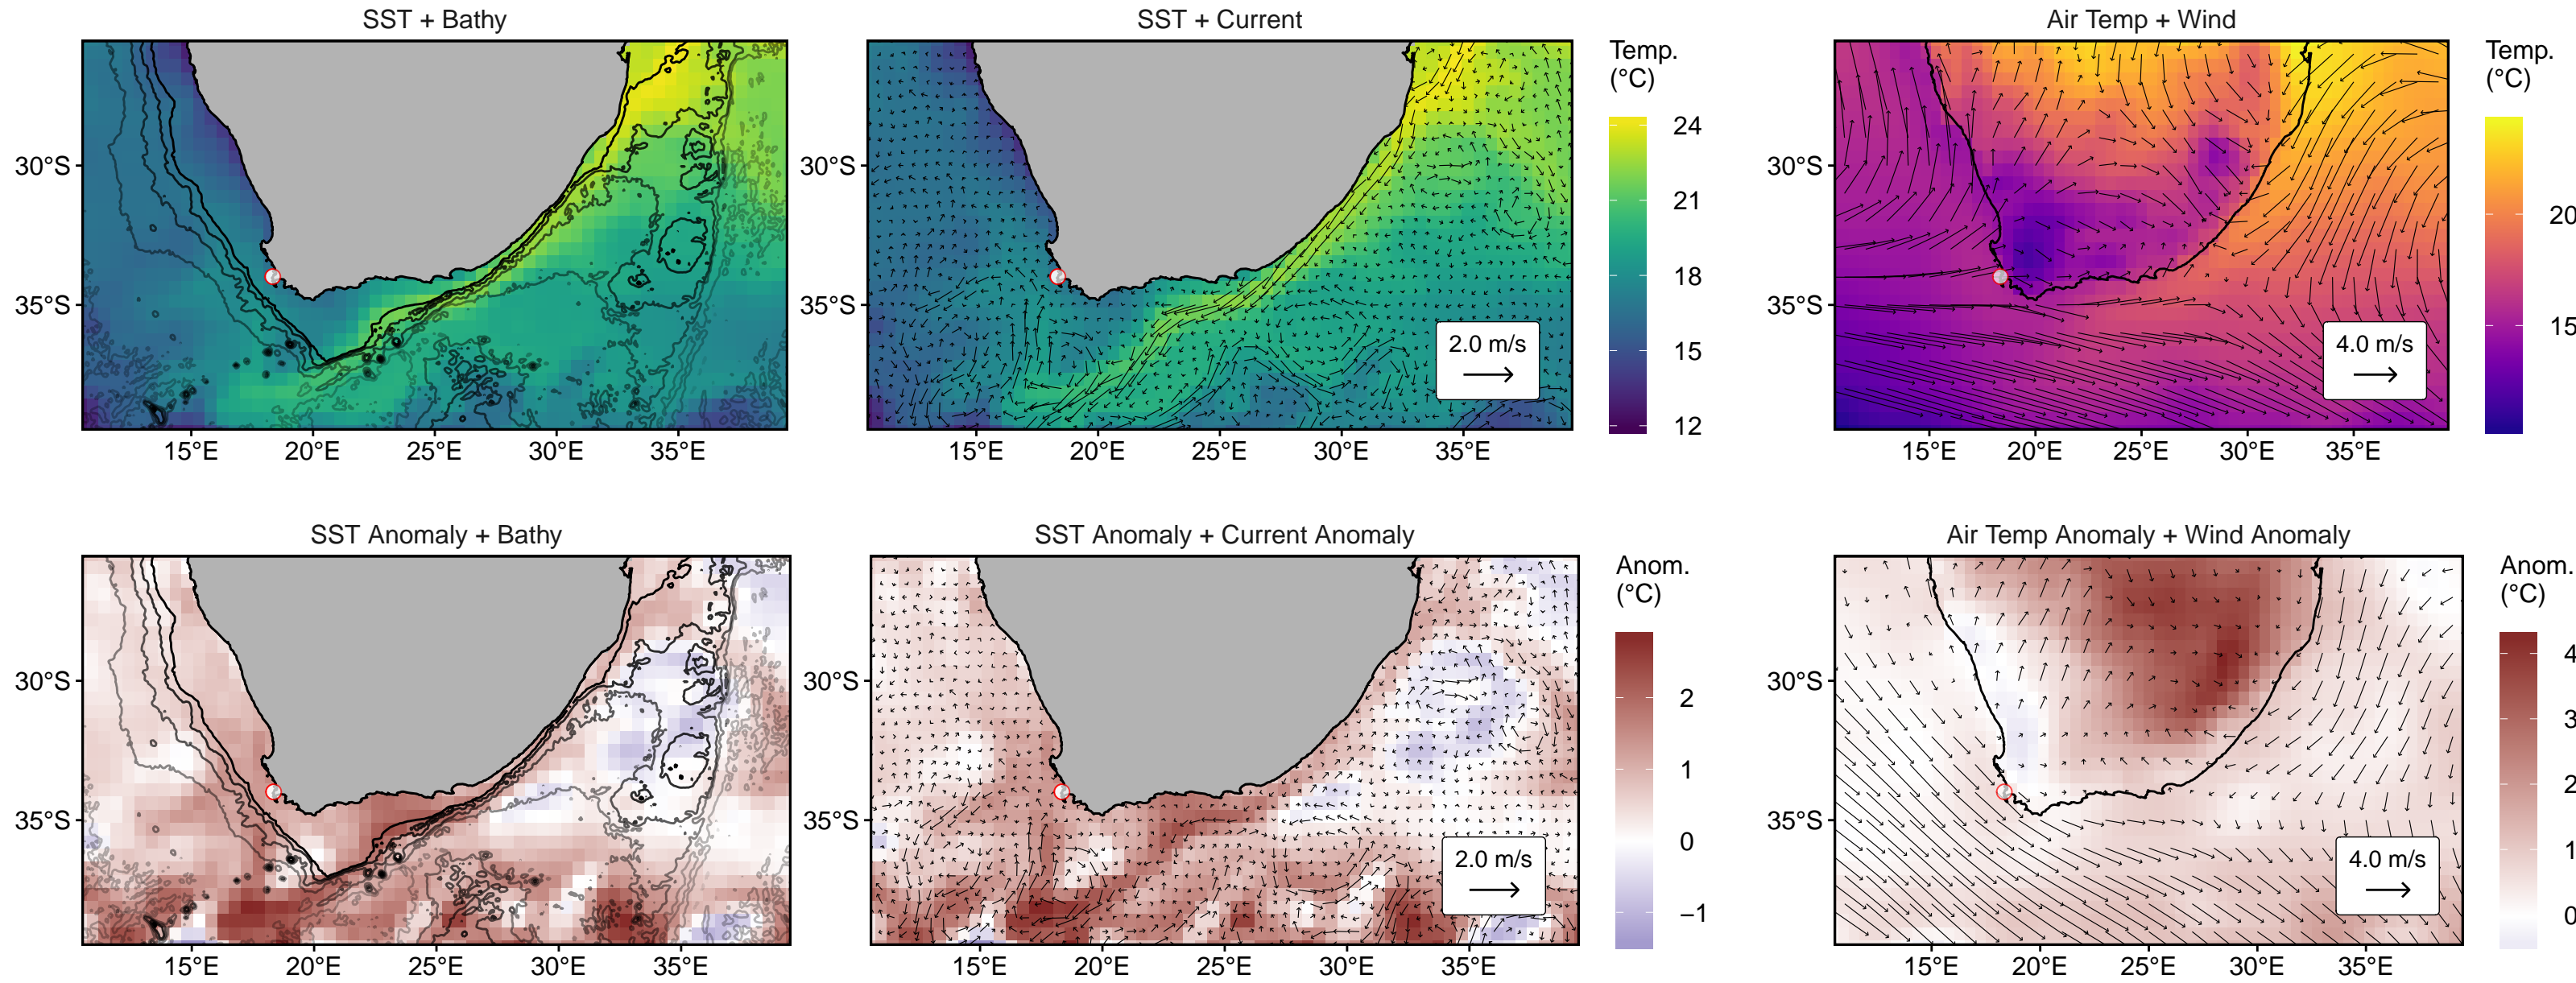 SST + Bathy
SST + Current
Air Temp + Wind
30°S
35°S
15°E 20°E 25°E 30°E 35°E
30°S
35°S
15°E 20°E 25°E 30°E 35°E
2.0 m/s
Temp.
(°C)
24
21
18
15
12
30°S
35°S
15°E 20°E 25°E 30°E 35°E
4.0 m/s
Temp.
(°C)
20
15
SST Anomaly + Bathy
SST Anomaly + Current Anomaly
Air Temp Anomaly + Wind Anomaly
30°S
35°S
15°E 20°E 25°E 30°E 35°E
30°S
35°S
15°E 20°E 25°E 30°E 35°E
2.0 m/s
Anom.
(°C)
2
1
0
−1
30°S
35°S
15°E 20°E 25°E 30°E 35°E
4.0 m/s
Anom.
(°C)
4
3
2
1
0